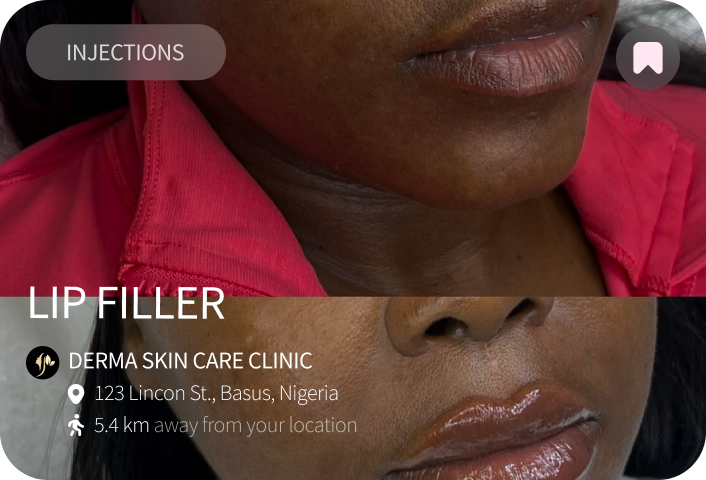 INJECTIONS
LIP FILLER
DERMA SKIN CARE CLINIC
123 Lincon St., Basus, Nigeria
5.4 km away from your location